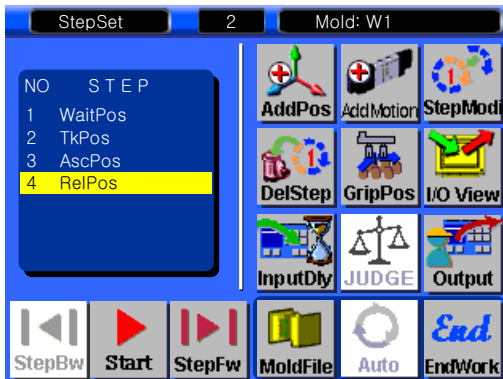 StepSet 2 Mold: W1
NO STEP
1 WaitPos
2 TkPos
3 AscPos
4 RelPos
AddPos AddMotion StepModi
DelStep GripPos I/O View
InputDly JUDGE Output
StepBw Start StepFw MoldFile Auto EndWork
End